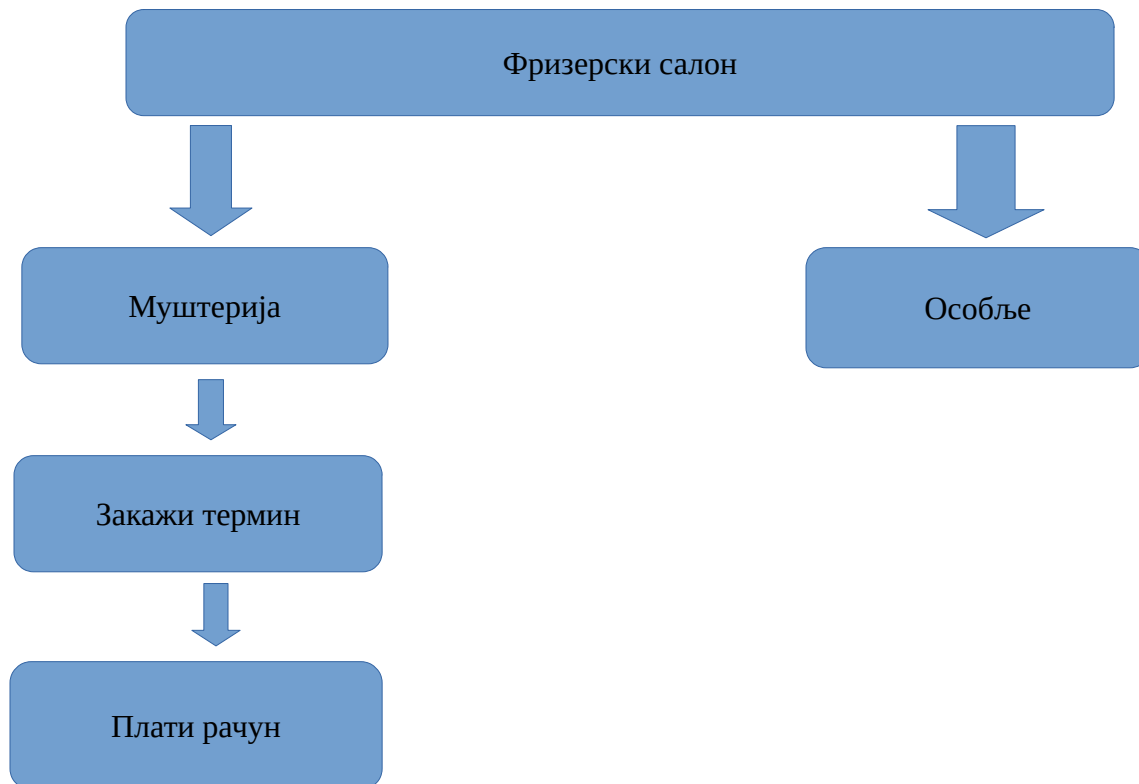 Фризерски салон
Муштерија
Особље
Закажи термин
Плати рачун